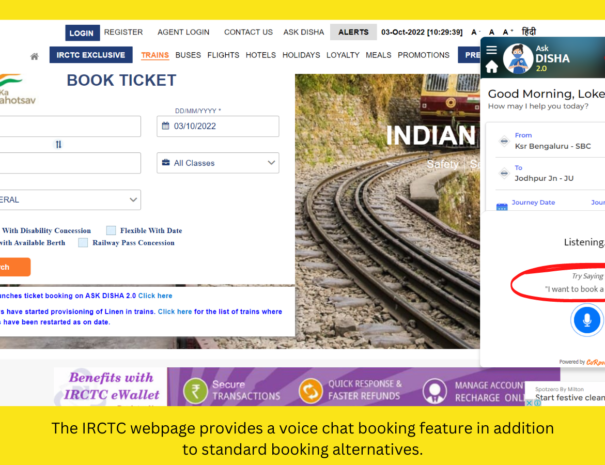 LOGIN REGISTER AGENT LOGIN CONTACT US ASK DISHA ALERTS 03-Oct-2022 [10:29:39] A- A A+ हिंदी
IRCTC EXCLUSIVE TRAINS BUSES FLIGHTS HOTELS HOLIDAYS LOYALTY MEALS PROMOTIONS PRE
Ka
ahotsav
BOOK TICKET
DD/MM/YYYY *
03/10/2022
All Classes
ERAL
With Disability Concession Flexible With Date
with Available Berth Railway Pass Concession
rch
unches ticket booking on ASK DISHA 2.0 Click here
s have started provisioning of Linen in trains. Click here for the list of trains where
s have been restarted as on date.
INDIAN
Safety
Ask
DISHA
2.0
Good Morning, Loke
How may I help you today?
From
Ksr Bengaluru - SBC
To
Jodhpur Jn - JU
Journey Date Jour
Listening.
Try Saying
"I want to book a
Powered by CoRov
Benefits with
IRCTC eWallet
Secure
TRANSACTIONS
QUICK RESPONSE &
FASTER REFUNDS
MANAGE ACCOUN
RECHARGE ONL
Spotzero By Milton
Start festive clean
The IRCTC webpage provides a voice chat booking feature in addition
to standard booking alternatives.